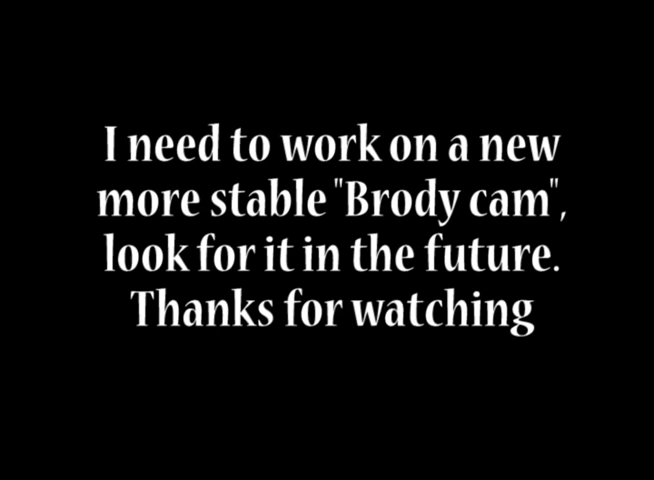 I need to work on a new
more stable "Brody cam",
look for it in the future.
Thanks for watching